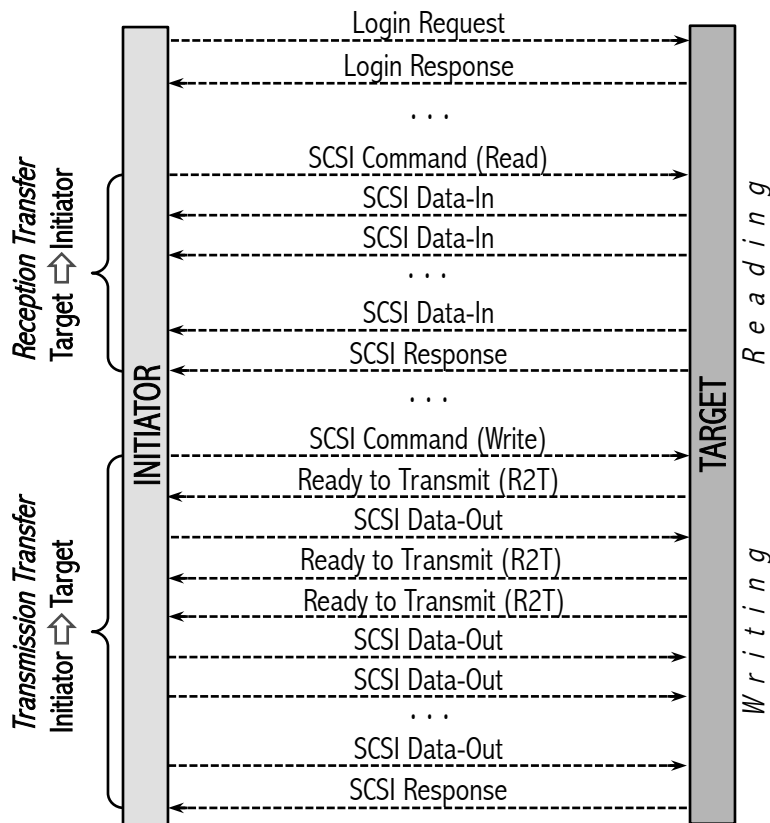 Login Request
Login Response
. . .
SCSI Command (Read)
SCSI Data-In
SCSI Data-In
. . .
SCSI Data-In
SCSI Response
. . .
SCSI Command (Write)
Ready to Transmit (R2T)
SCSI Data-Out
Ready to Transmit (R2T)
Ready to Transmit (R2T)
SCSI Data-Out
SCSI Data-Out
. . .
SCSI Data-Out
SCSI Response
INITIATOR
TARGET
Reception Transfer
Target ⇨ Initiator
Transmission Transfer
Initiator ⇨ Target
Reading
Writing